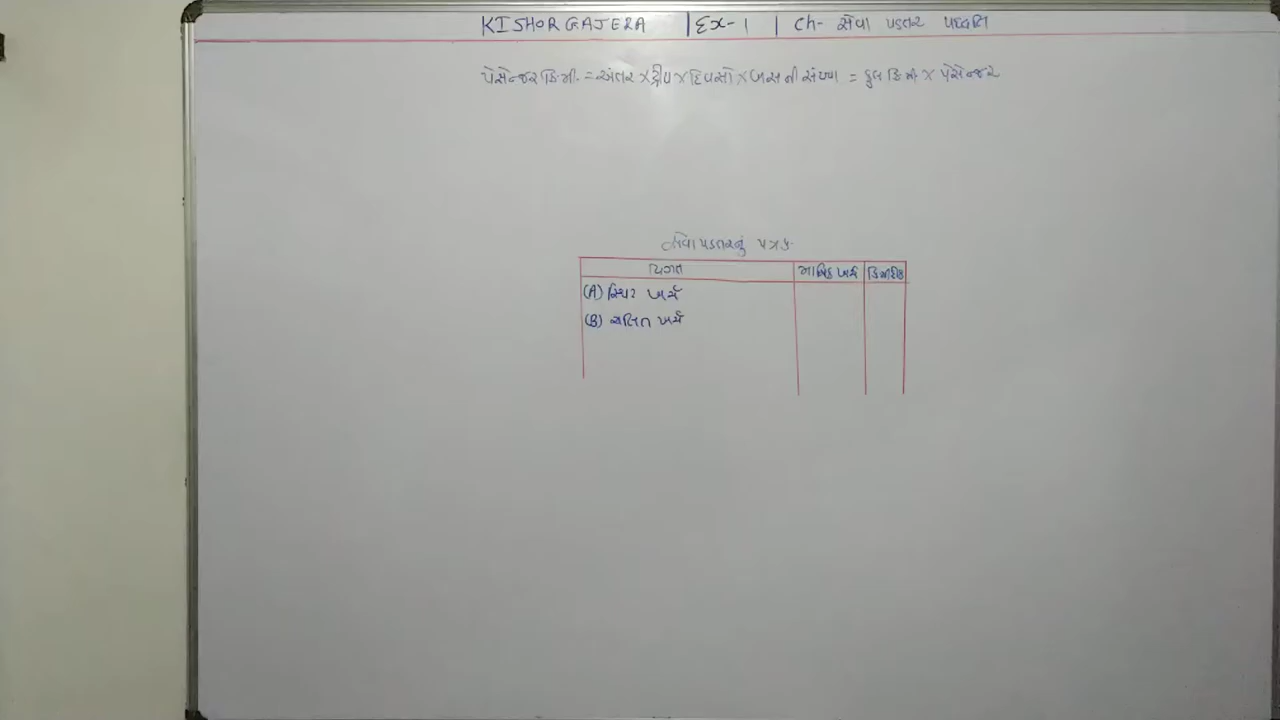 KISHOR GAJERA | Ex-1 | Ch- સેવા પડતર પધ્ધતિ
પેસેન્જર કિ.મી. = અંતર × ટ્રીપ × દિવસો × બસ ની સંખ્યા = કુલ કિ મી × પેસેન્જર
સેવા પડતરનું પત્રક
વિગત માસિક ખર્ચ કિ.મી.દીઠ
(A) સ્થિર ખર્ચ
(B) ચલિત ખર્ચ